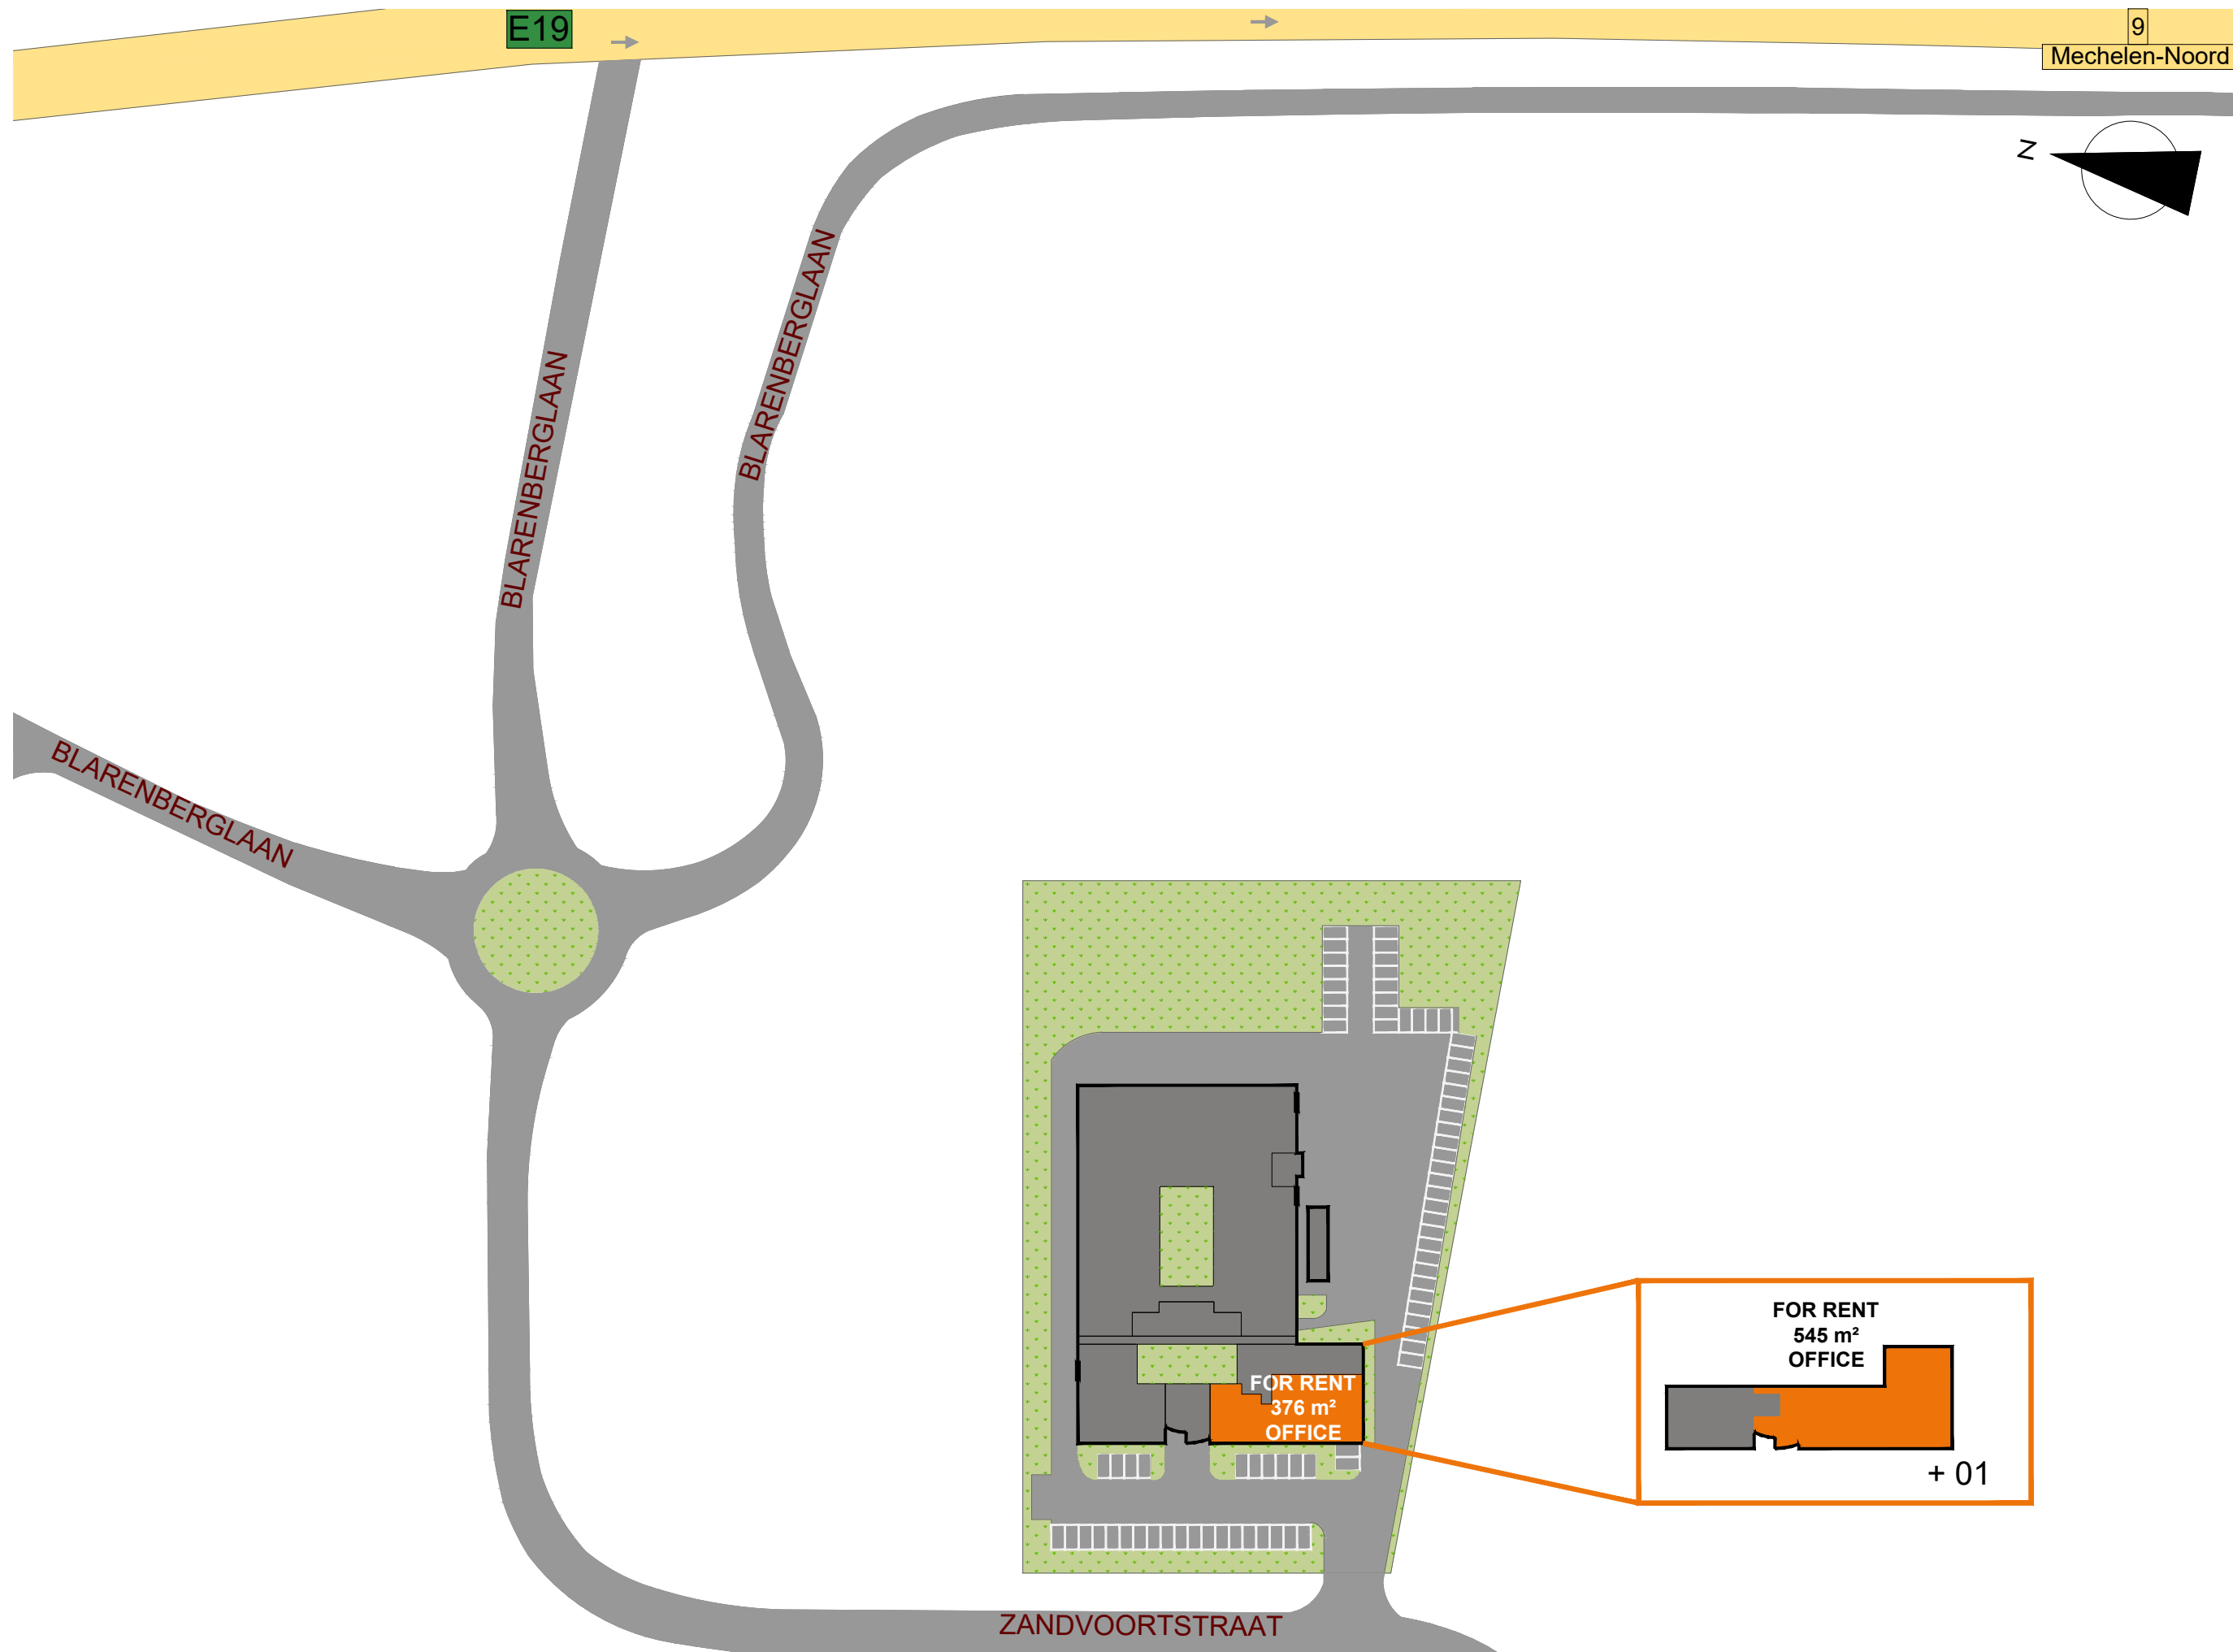 E19
9
Mechelen-Noord
N
BLARENBERGLAAN
BLARENBERGLAAN
BLARENBERGLAAN
FOR RENT
376 m²
OFFICE
FOR RENT
545 m²
OFFICE
+ 01
ZANDVOORTSTRAAT